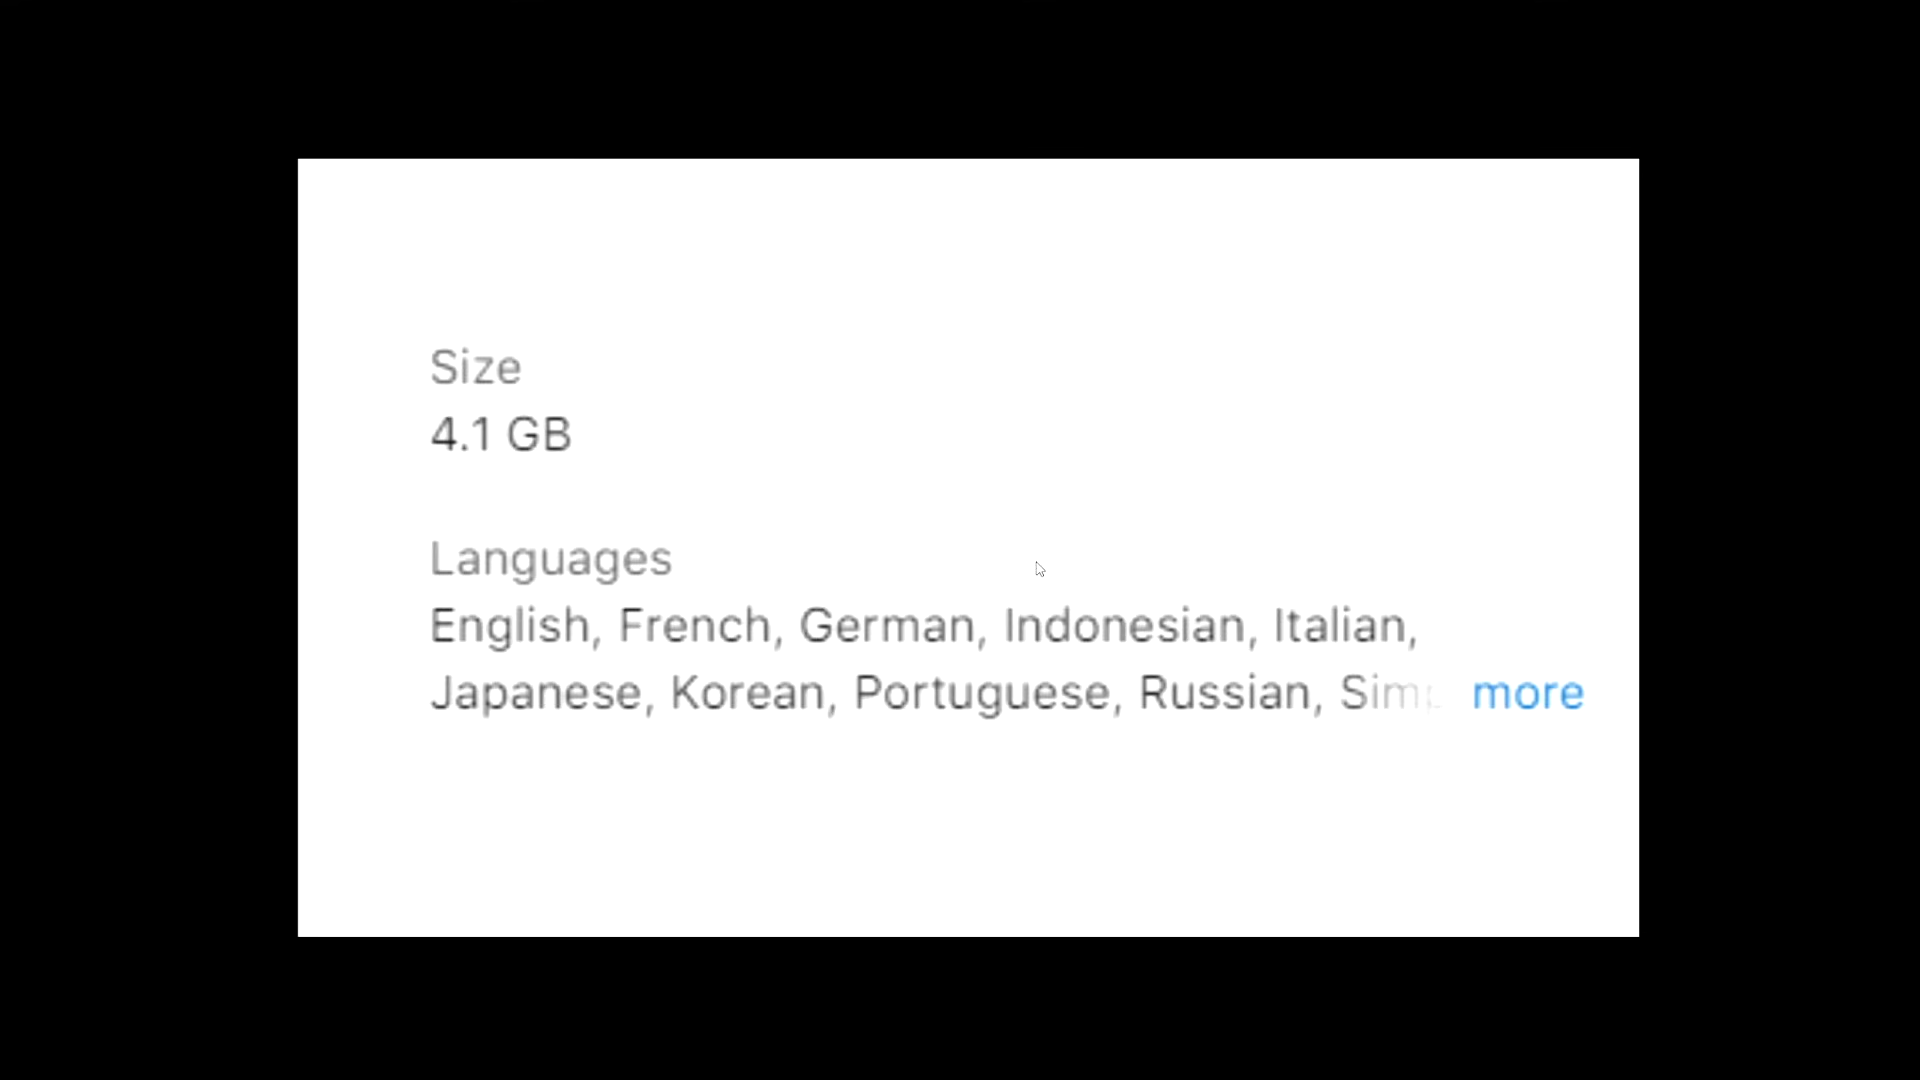 Size
4.1 GB
Languages
English, French, German, Indonesian, Italian,
Japanese, Korean, Portuguese, Russian, more